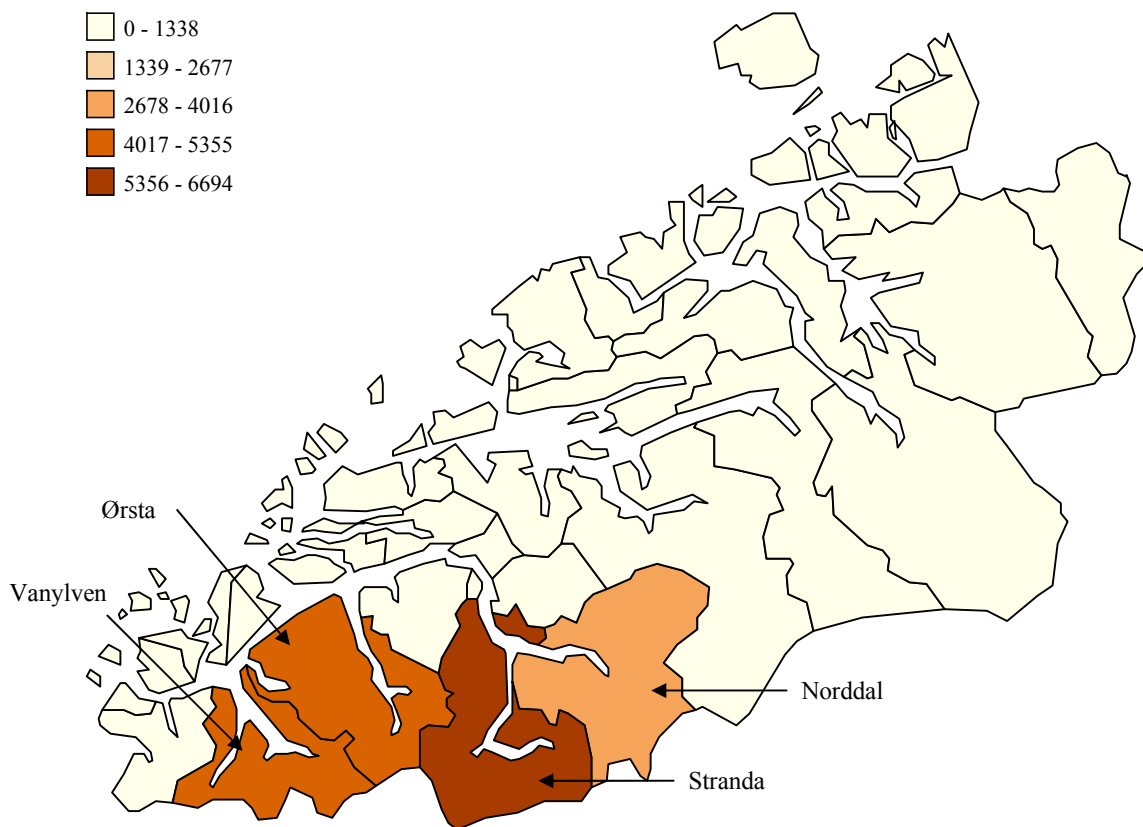 0 - 1338
1339 - 2677
2678 - 4016
4017 - 5355
5356 - 6694
Ørsta
Vanylven
Norddal
Stranda